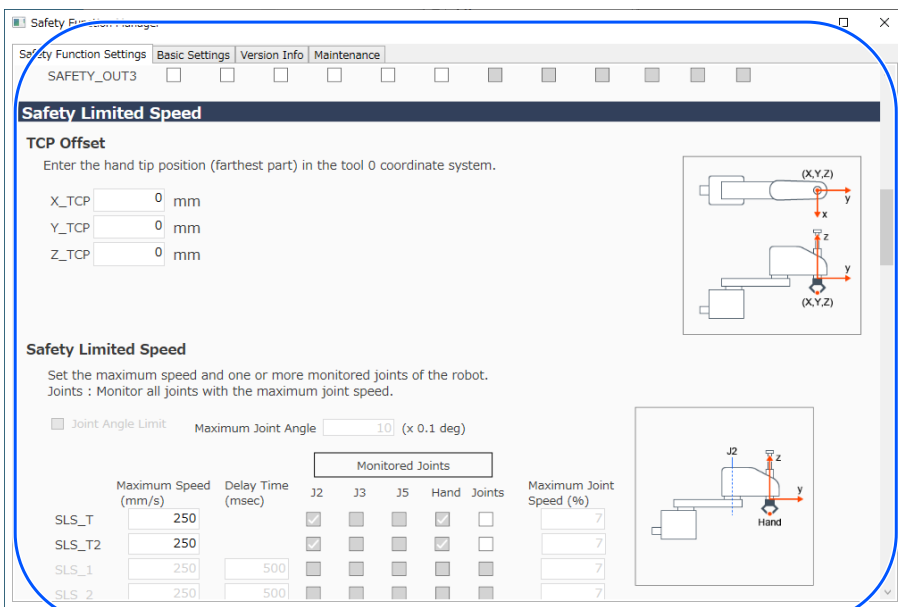 Safety Function Manager
Safety Function Settings Basic Settings Version Info Maintenance
SAFETY_OUT3
Safety Limited Speed
TCP Offset
Enter the hand tip position (farthest part) in the tool 0 coordinate system.
X_TCP 0 mm
Y_TCP 0 mm
Z_TCP 0 mm
(X,Y,Z)
y
x
z
y
(X,Y,Z)
Safety Limited Speed
Set the maximum speed and one or more monitored joints of the robot.
Joints : Monitor all joints with the maximum joint speed.
Joint Angle Limit Maximum Joint Angle 10 (x 0.1 deg)
Monitored Joints
Maximum Speed (mm/s) Delay Time (msec) J2 J3 J5 Hand Joints Maximum Joint Speed (%)
SLS_T 250 7
SLS_T2 250 7
SLS_1 250 500 7
SLS_2 250 500 7
J2
z
y
Hand